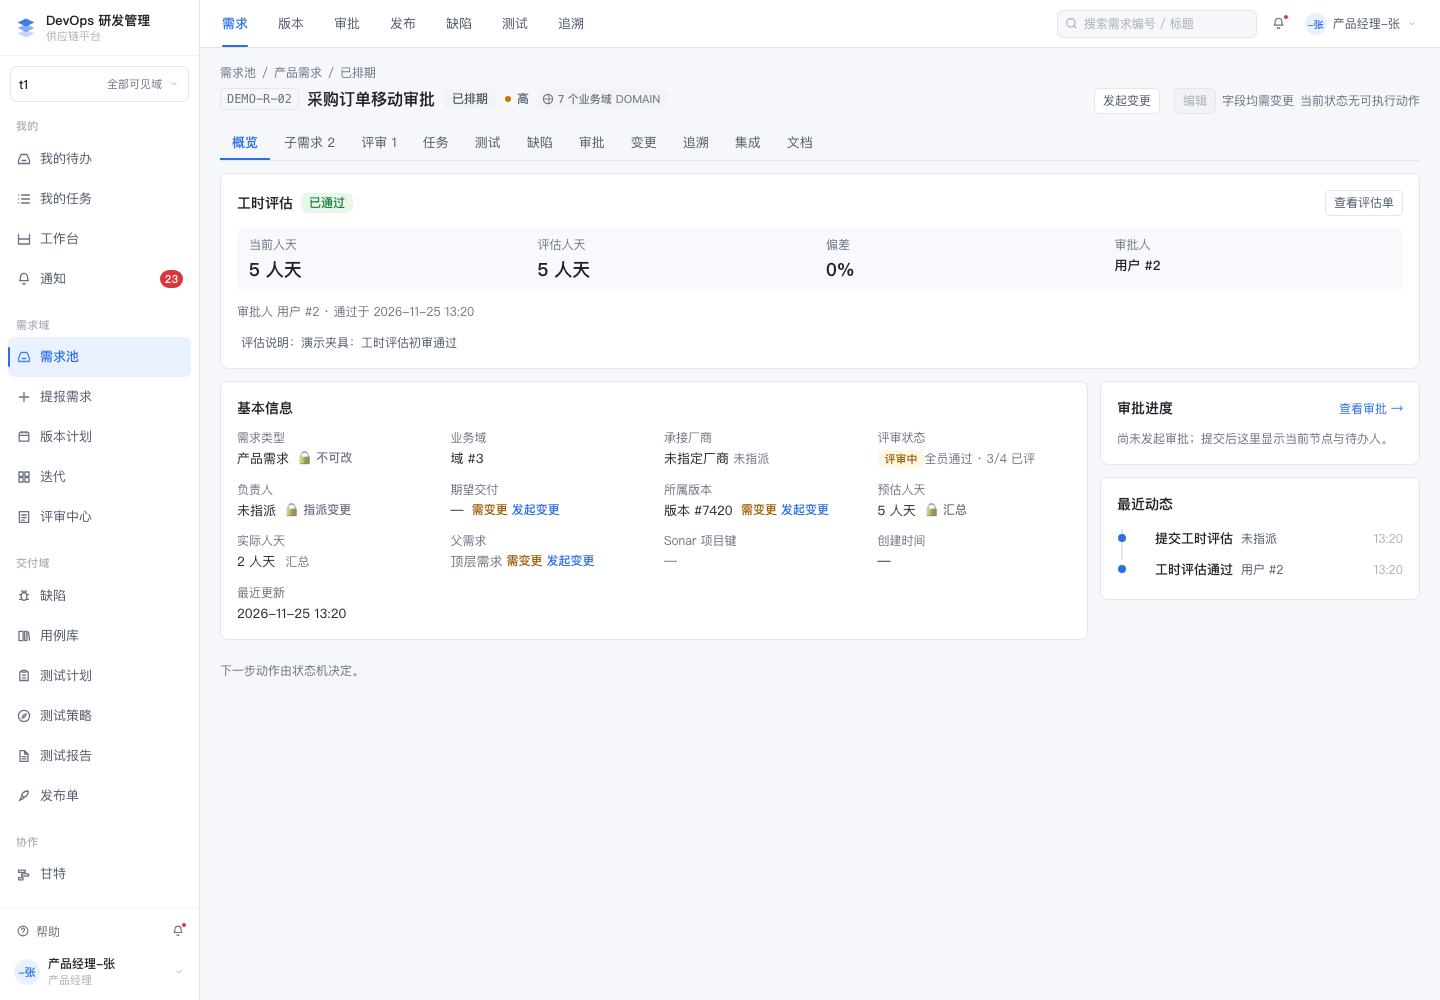 DevOps 研发管理
供应链平台
t1 全部可见域
我的
我的待办
我的任务
工作台
通知 23
需求域
需求池
提报需求
版本计划
迭代
评审中心
交付域
缺陷
用例库
测试计划
测试策略
测试报告
发布单
协作
甘特
帮助
-张 产品经理-张
产品经理
需求 版本 审批 发布 缺陷 测试 追溯
搜索需求编号 / 标题
-张 产品经理-张
需求池 / 产品需求 / 已排期
DEMO-R-02 采购订单移动审批 已排期 高 7 个业务域 DOMAIN
发起变更 编辑 字段均需变更 当前状态无可执行动作
概览 子需求 2 评审 1 任务 测试 缺陷 审批 变更 追溯 集成 文档
工时评估 已通过 查看评估单
当前人天 评估人天 偏差 审批人
5 人天 5 人天 0% 用户 #2
审批人 用户 #2 · 通过于 2026-11-25 13:20
评估说明：演示夹具：工时评估初审通过
基本信息
需求类型 业务域 承接厂商 评审状态
产品需求 🔒 不可改 域 #3 未指定厂商 未指派 评审中 全员通过 · 3/4 已评
负责人 期望交付 所属版本 预估人天
未指派 🔒 指派变更 — 需变更 发起变更 版本 #7420 需变更 发起变更 5 人天 🔒 汇总
实际人天 父需求 Sonar 项目键 创建时间
2 人天 汇总 顶层需求 需变更 发起变更 — —
最近更新
2026-11-25 13:20
审批进度 查看审批 →
尚未发起审批；提交后这里显示当前节点与待办人。
最近动态
提交工时评估 未指派 13:20
工时评估通过 用户 #2 13:20
下一步动作由状态机决定。